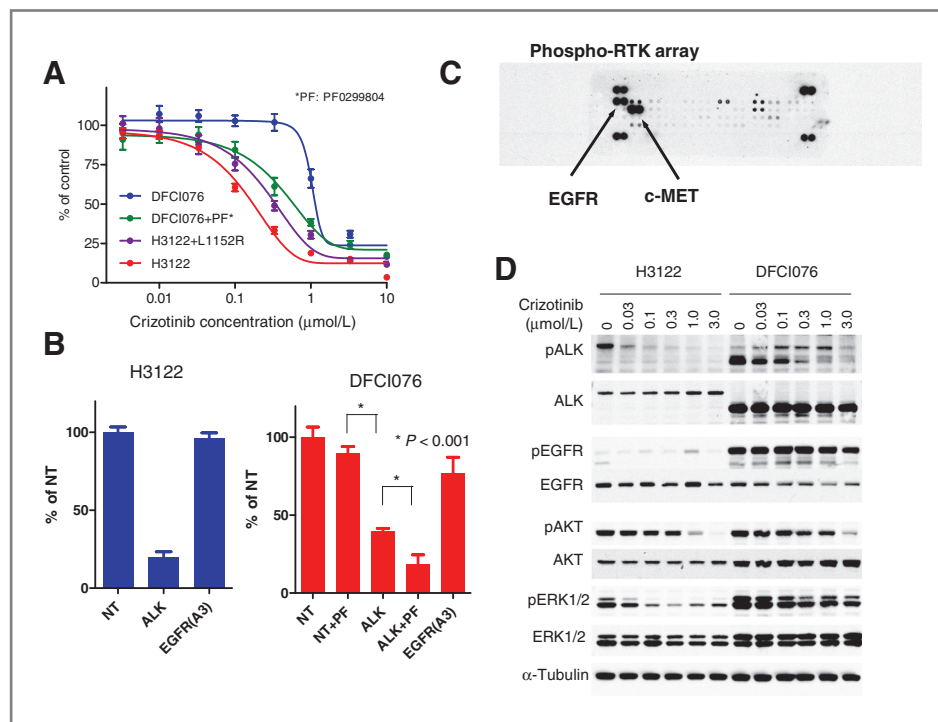 A
*PF: PF0299804
100
75
50
25
0
% of control
DFCI076
DFCI076+PF*
H3122+L1152R
H3122
0.01
0.1
1
10
Crizotinib concentration (μmol/L)
B
H3122
100
50
0
% of NT
NT
ALK
EGFR(A3)
DFCI076
*
* P < 0.001
*
100
50
0
% of NT
NT
NT+PF
ALK
ALK+PF
EGFR(A3)
C
Phospho-RTK array
EGFR
c-MET
D
H3122
DFCI076
Crizotinib
(μmol/L)
0
0.03
0.1
0.3
1.0
3.0
0
0.03
0.1
0.3
1.0
3.0
pALK
ALK
pEGFR
EGFR
pAKT
AKT
pERK1/2
ERK1/2
α-Tubulin